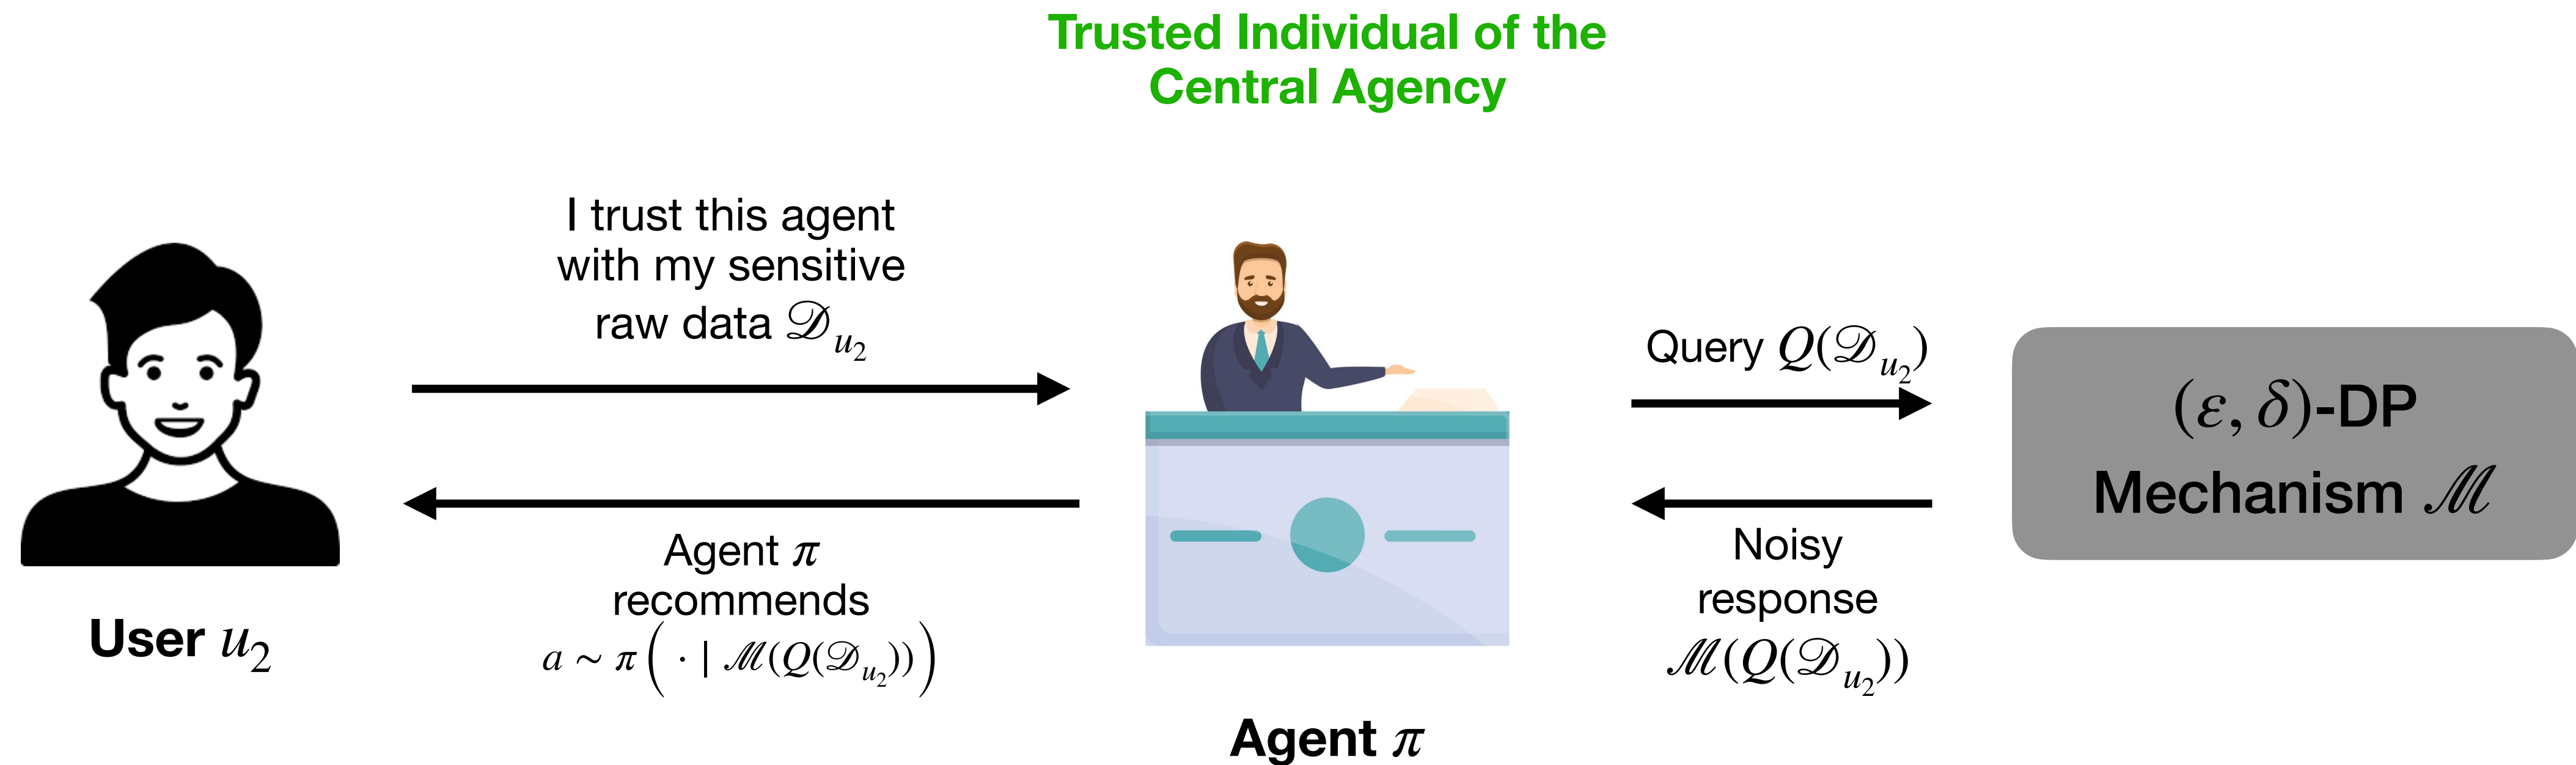 Trusted Individual of the
Central Agency
I trust this agent
with my sensitive
raw data 𝒟_{u_2}
Agent π
recommends
a ∼ π( · | ℳ(Q(𝒟_{u_2})))
User u_2
Agent π
Query Q(𝒟_{u_2})
Noisy
response
ℳ(Q(𝒟_{u_2}))
(ε, δ)-DP
Mechanism ℳ